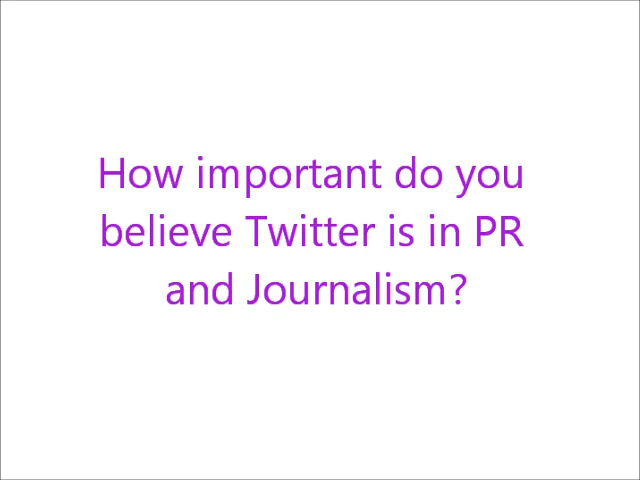 How important do you
believe Twitter is in PR
and Journalism?